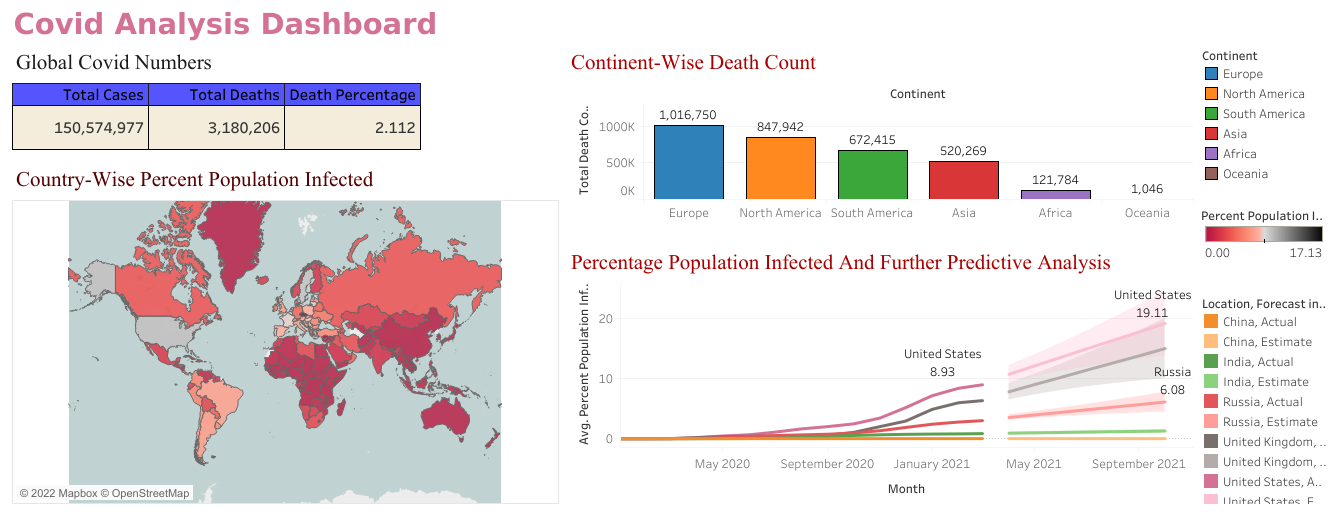 Covid Analysis Dashboard
Global Covid Numbers
Total Cases Total Deaths Death Percentage
150,574,977 3,180,206 2.112
Country-Wise Percent Population Infected
© 2022 Mapbox © OpenStreetMap
Continent-Wise Death Count
Continent
Total Death Co..
1000K
500K
0K
1,016,750
847,942
672,415
520,269
121,784
1,046
Europe North America South America Asia Africa Oceania
Percentage Population Infected And Further Predictive Analysis
Avg. Percent Population Inf..
20
10
0
United States
8.93
United States
19.11
Russia
6.08
May 2020 September 2020 January 2021 May 2021 September 2021
Month
Continent
Europe
North America
South America
Asia
Africa
Oceania
Percent Population I..
0.00 17.13
Location, Forecast in..
China, Actual
China, Estimate
India, Actual
India, Estimate
Russia, Actual
Russia, Estimate
United Kingdom, ..
United Kingdom, ..
United States, A..
United States, E..